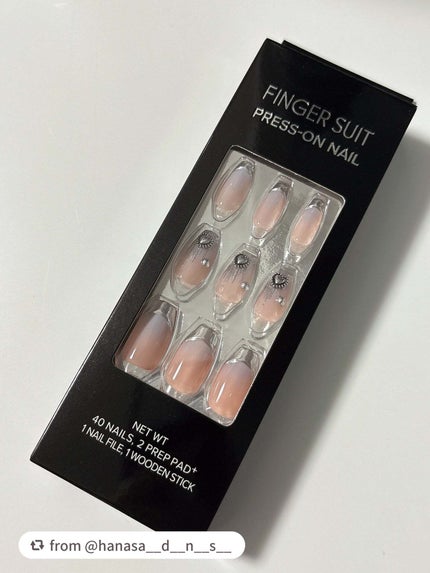 FINGER SUIT
PRESS-ON NAIL
NET WT
40 NAILS, 2 PREP PAD+
1 NAIL FILE, 1 WOODEN STICK
from @hanasa__d__n__s__